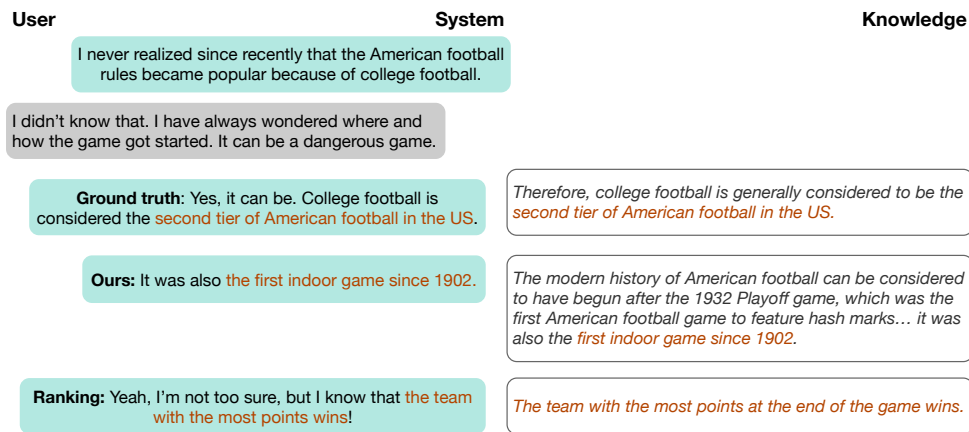 User System Knowledge
I never realized since recently that the American football
rules became popular because of college football.
I didn't know that. I have always wondered where and
how the game got started. It can be a dangerous game.
Ground truth: Yes, it can be. College football is
considered the second tier of American football in the US.
Therefore, college football is generally considered to be the
second tier of American football in the US.
Ours: It was also the first indoor game since 1902.
The modern history of American football can be considered
to have begun after the 1932 Playoff game, which was the
first American football game to feature hash marks… it was
also the first indoor game since 1902.
Ranking: Yeah, I'm not too sure, but I know that the team
with the most points wins!
The team with the most points at the end of the game wins.